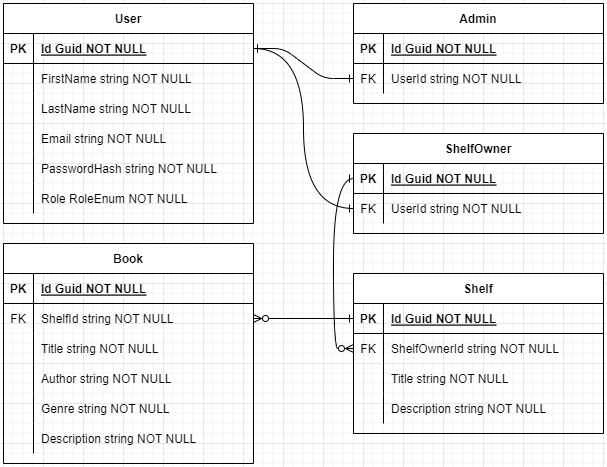 User
PK Id Guid NOT NULL
FirstName string NOT NULL
LastName string NOT NULL
Email string NOT NULL
PasswordHash string NOT NULL
Role RoleEnum NOT NULL
Admin
PK Id Guid NOT NULL
FK UserId string NOT NULL
ShelfOwner
PK Id Guid NOT NULL
FK UserId string NOT NULL
Book
PK Id Guid NOT NULL
FK ShelfId string NOT NULL
Title string NOT NULL
Author string NOT NULL
Genre string NOT NULL
Description string NOT NULL
Shelf
PK Id Guid NOT NULL
FK ShelfOwnerId string NOT NULL
Title string NOT NULL
Description string NOT NULL